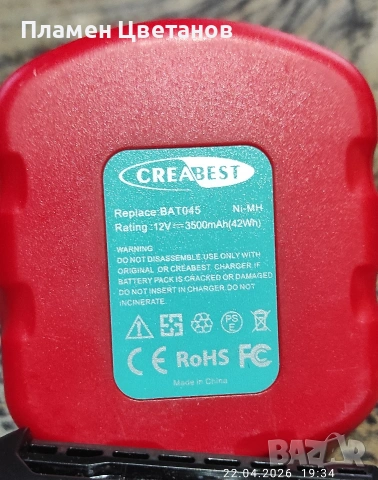 Пламен Цветанов
CREABEST
Replace:BAT045 Ni-MH
Rating:12V⎓3500mAh(42Wh)
WARNING
DO NOT DISASSEMBLE.USE ONLY WITH
ORIGINAL OR CREABEST CHARGER.IF
BATTERY PACK IS CRACKED OR DAMAGED
DO NOT INSERT IN CHARGER.DO NOT
INCINERATE.
PS
E
CE RoHS FC
Made in China
BAZAR
22.04.2026 19:34